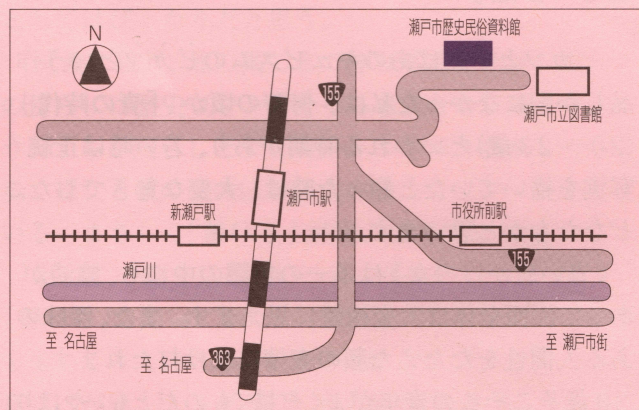 N
瀬戸市歴史民俗資料館
155
瀬戸市立図書館
瀬戸市駅
新瀬戸駅
市役所前駅
155
瀬戸川
至 名古屋
至 瀬戸市街
至 名古屋
363